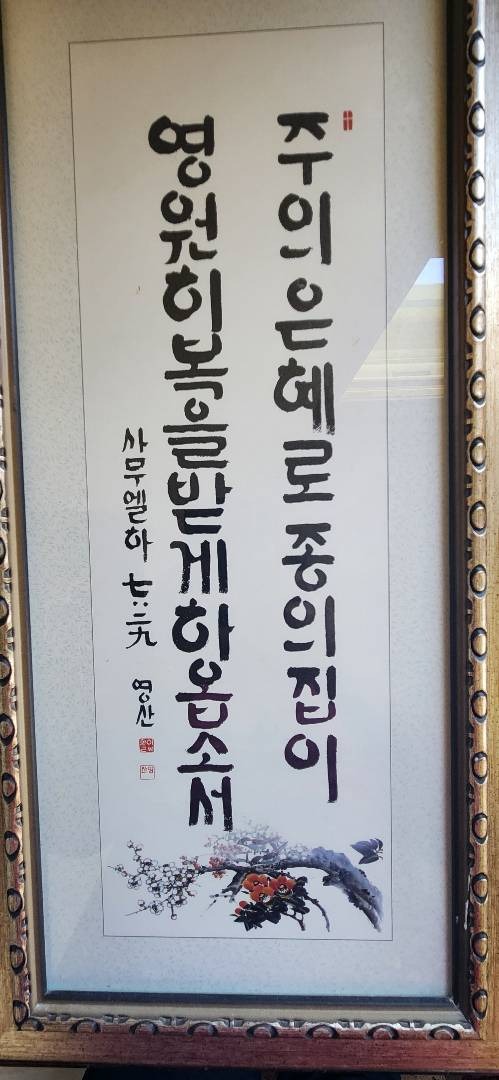 주의은혜로종의집이
영원히복을받게하옵소서
사무엘하 七:二九
영산